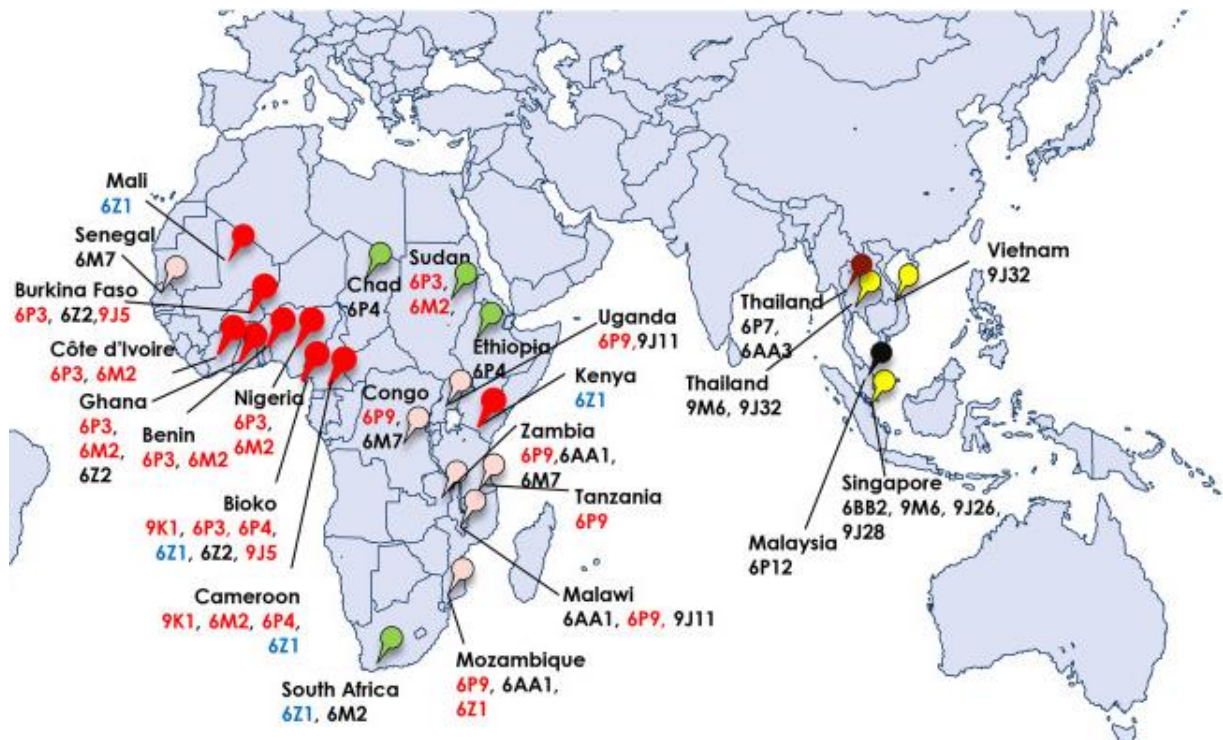 Mali
6Z1
Senegal
6M7
Burkina Faso
6P3, 6Z2,9J5
Côte d'Ivoire
6P3, 6M2
Ghana
6P3,
6M2,
6Z2
Benin
6P3, 6M2
Nigeria
6P3,
6M2
Bioko
9K1, 6P3, 6P4,
6Z1, 6Z2, 9J5
Cameroon
9K1, 6M2, 6P4,
6Z1
South Africa
6Z1, 6M2
Chad
6P4
Sudan
6P3,
6M2,
Ethiopia
6P4
Congo
6P9,
6M7
Uganda
6P9,9J11
Kenya
6Z1
Zambia
6P9,6AA1,
6M7
Tanzania
6P9
Malawi
6AA1, 6P9, 9J11
Mozambique
6P9, 6AA1,
6Z1
Thailand
6P7,
6AA3
Thailand
9M6, 9J32
Vietnam
9J32
Singapore
6BB2, 9M6, 9J26,
9J28
Malaysia
6P12